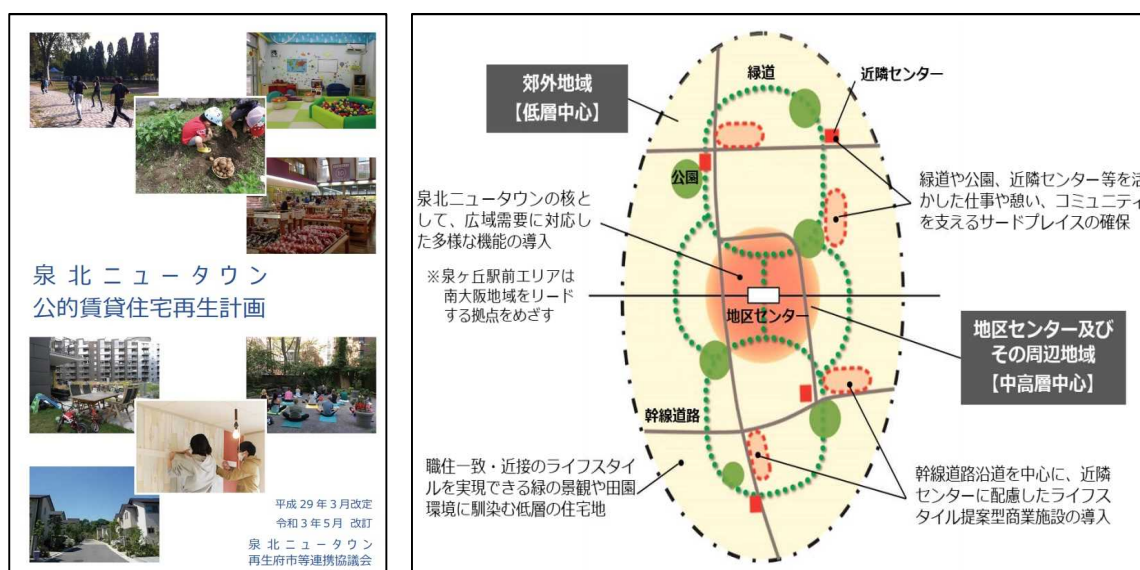 泉北ニュータウン
公的賃貸住宅再生計画
平成29年3月改定
令和3年5月 改訂
泉北ニュータウン
再生府市等連携協議会
郊外地域
【低層中心】
緑道
近隣センター
公園
泉北ニュータウンの核と
して、広域需要に対応し
た多様な機能の導入
※泉ヶ丘駅前エリアは
南大阪地域をリード
する拠点をめざす
緑道や公園、近隣センター等を活
かした仕事や憩い、コミュニティ
を支えるサードプレイスの確保
地区センター
地区センター及び
その周辺地域
【中高層中心】
幹線道路
職住一致・近接のライフスタイ
ルを実現できる緑の景観や田園
環境に馴染む低層の住宅地
幹線道路沿道を中心に、近隣
センターに配慮したライフス
タイル提案型商業施設の導入